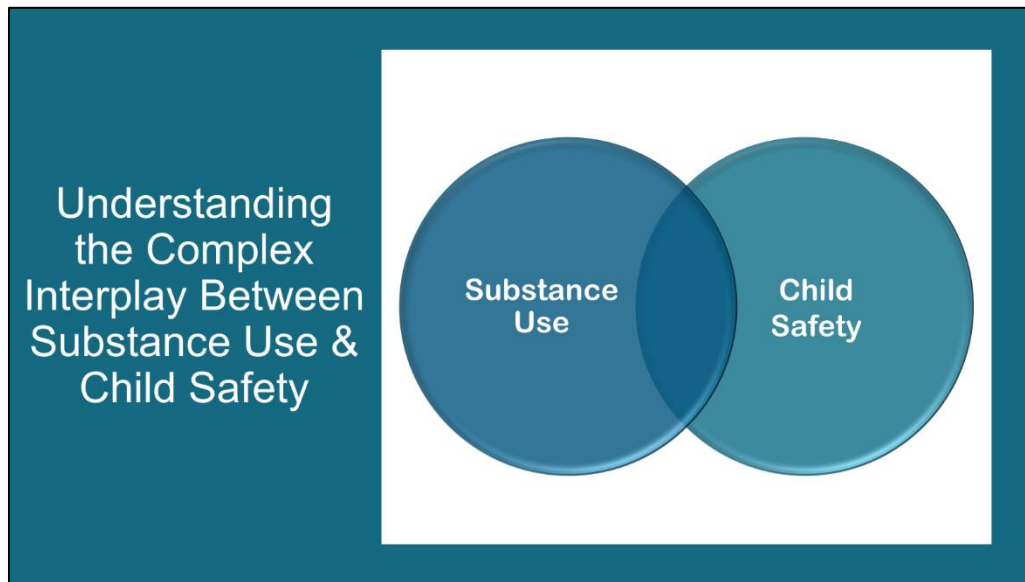 Understanding
the Complex
Interplay Between
Substance Use &
Child Safety
Substance
Use
Child
Safety